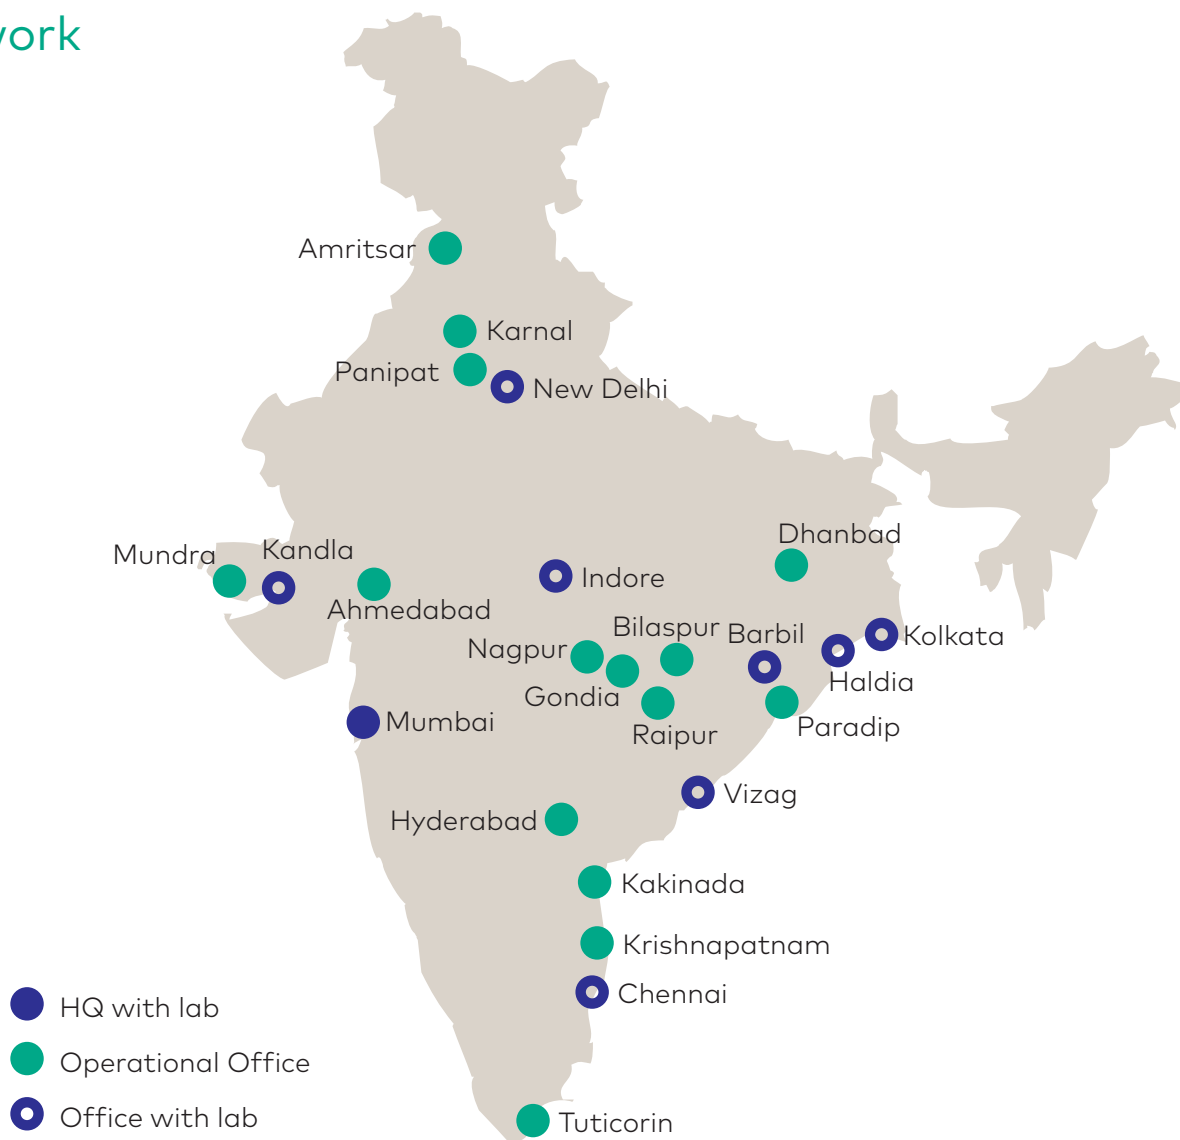 work
Amritsar
Karnal
Panipat
New Delhi
Dhanbad
Mundra
Kandla
Indore
Ahmedabad
Bilaspur
Barbil
Kolkata
Nagpur
Haldia
Gondia
Mumbai
Raipur
Paradip
Vizag
Hyderabad
Kakinada
Krishnapatnam
Chennai
HQ with lab
Operational Office
Office with lab
Tuticorin